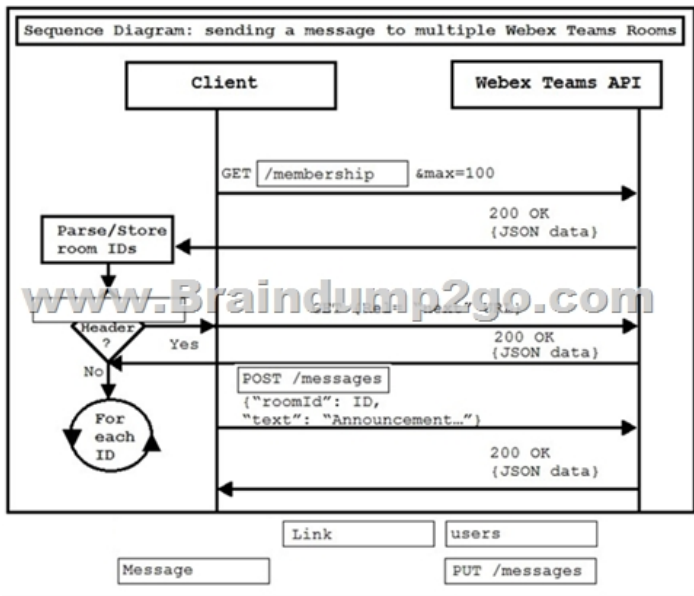 Sequence Diagram: sending a message to multiple Webex Teams Rooms
Client
Webex Teams API
GET /membership &max=100
200 OK
{JSON data}
Parse/Store
room IDs
www.Braindump2go.com
Header
?
Yes
200 OK
{JSON data}
No
POST /messages
{"roomId": ID,
"text": "Announcement…"}
For
each
ID
200 OK
{JSON data}
Link
users
Message
PUT /messages